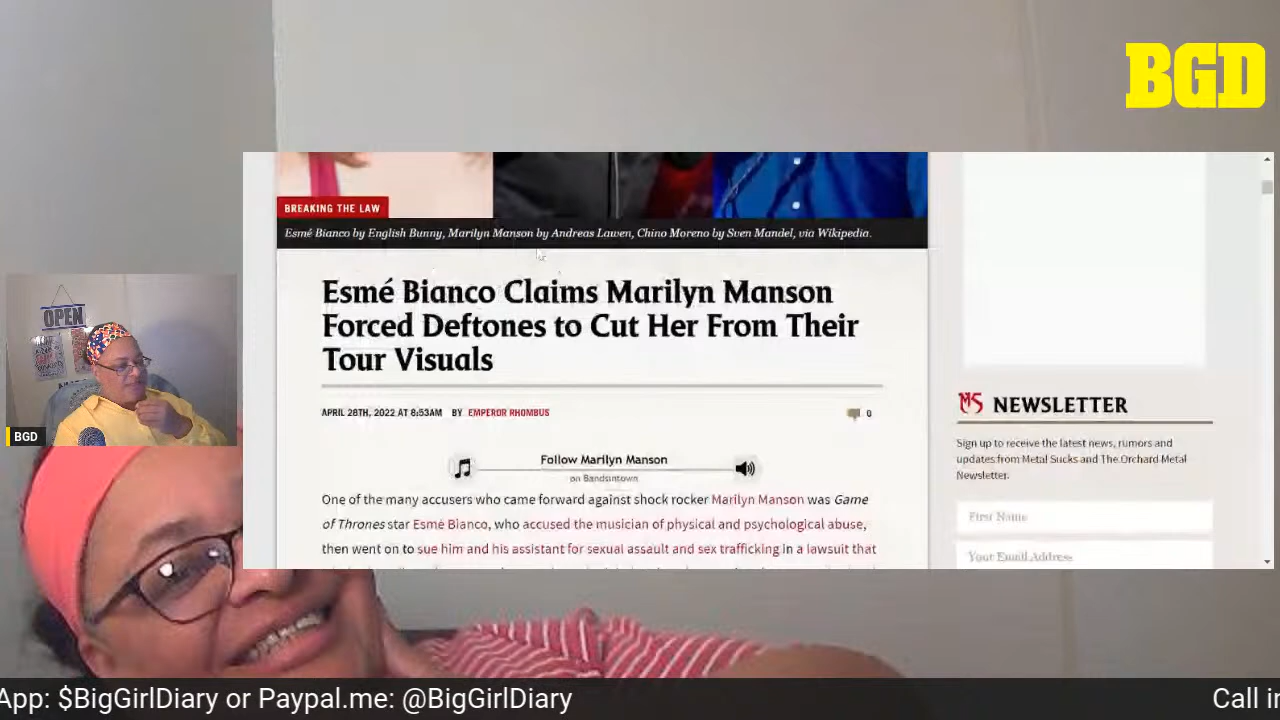 BGD
BREAKING THE LAW
Esmé Bianco by English Bunny, Marilyn Manson by Andreas Lawen, Chino Moreno by Sven Mandel, via Wikipedia.
Esmé Bianco Claims Marilyn Manson
Forced Deftones to Cut Her From Their
Tour Visuals
APRIL 28TH, 2022 AT 8:53AM BY EMPEROR RHOMBUS 0
Follow Marilyn Manson
on Bandsintown
One of the many accusers who came forward against shock rocker Marilyn Manson was Game
of Thrones star Esmé Bianco, who accused the musician of physical and psychological abuse,
then went on to sue him and his assistant for sexual assault and sex trafficking in a lawsuit that
MS NEWSLETTER
Sign up to receive the latest news, rumors and
updates from Metal Sucks and The Orchard Metal
Newsletter.
First Name
Your Email Address
OPEN
BGD
App: $BigGirlDiary or Paypal.me: @BigGirlDiary
Call in